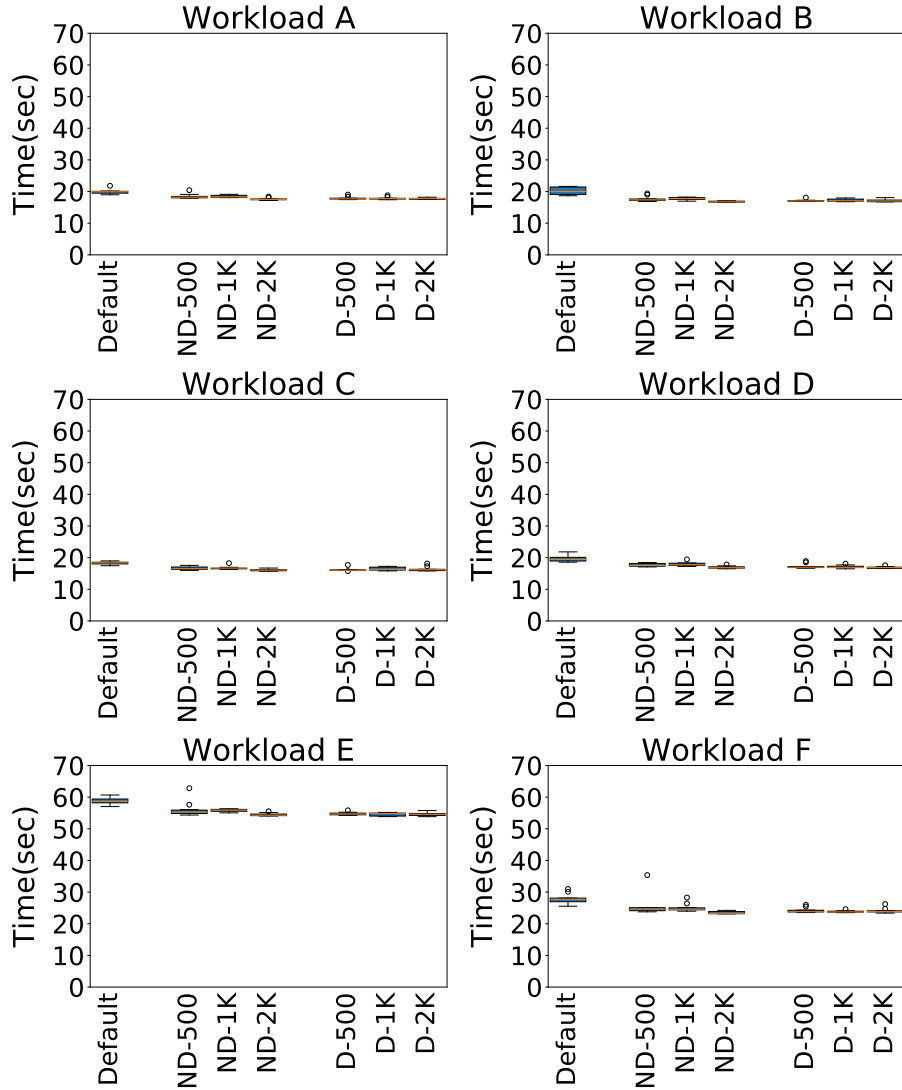 Workload A
Time(sec)
70
60
50
40
30
20
10
0
Default
ND-500
ND-1K
ND-2K
D-500
D-1K
D-2K
Workload B
Time(sec)
70
60
50
40
30
20
10
0
Default
ND-500
ND-1K
ND-2K
D-500
D-1K
D-2K
Workload C
Time(sec)
70
60
50
40
30
20
10
0
Default
ND-500
ND-1K
ND-2K
D-500
D-1K
D-2K
Workload D
Time(sec)
70
60
50
40
30
20
10
0
Default
ND-500
ND-1K
ND-2K
D-500
D-1K
D-2K
Workload E
Time(sec)
70
60
50
40
30
20
10
0
Default
ND-500
ND-1K
ND-2K
D-500
D-1K
D-2K
Workload F
Time(sec)
70
60
50
40
30
20
10
0
Default
ND-500
ND-1K
ND-2K
D-500
D-1K
D-2K